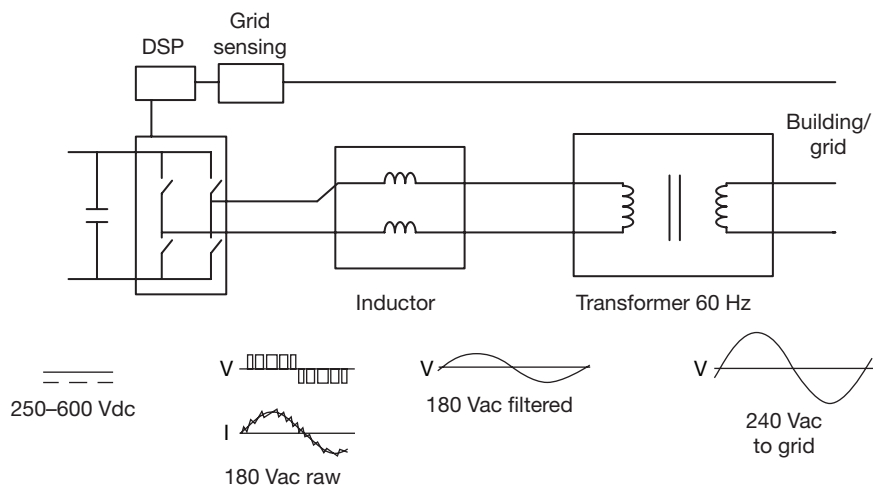 DSP
Grid
sensing
Building/
grid
Inductor
Transformer 60 Hz
250–600 Vdc
V
I
180 Vac raw
V
180 Vac filtered
V
240 Vac
to grid